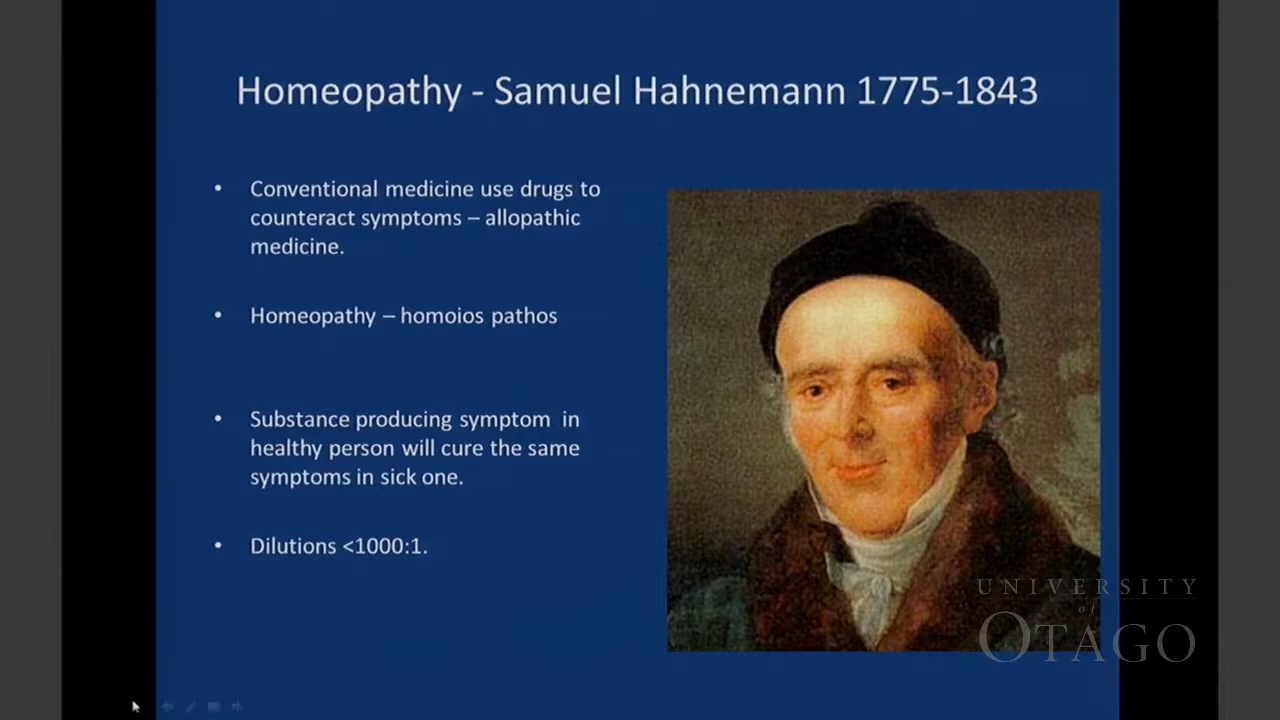 Homeopathy - Samuel Hahnemann 1775-1843
• Conventional medicine use drugs to
counteract symptoms – allopathic
medicine.
• Homeopathy – homoios pathos
• Substance producing symptom in
healthy person will cure the same
symptoms in sick one.
• Dilutions <1000:1.
UNIVERSITY
of
OTAGO